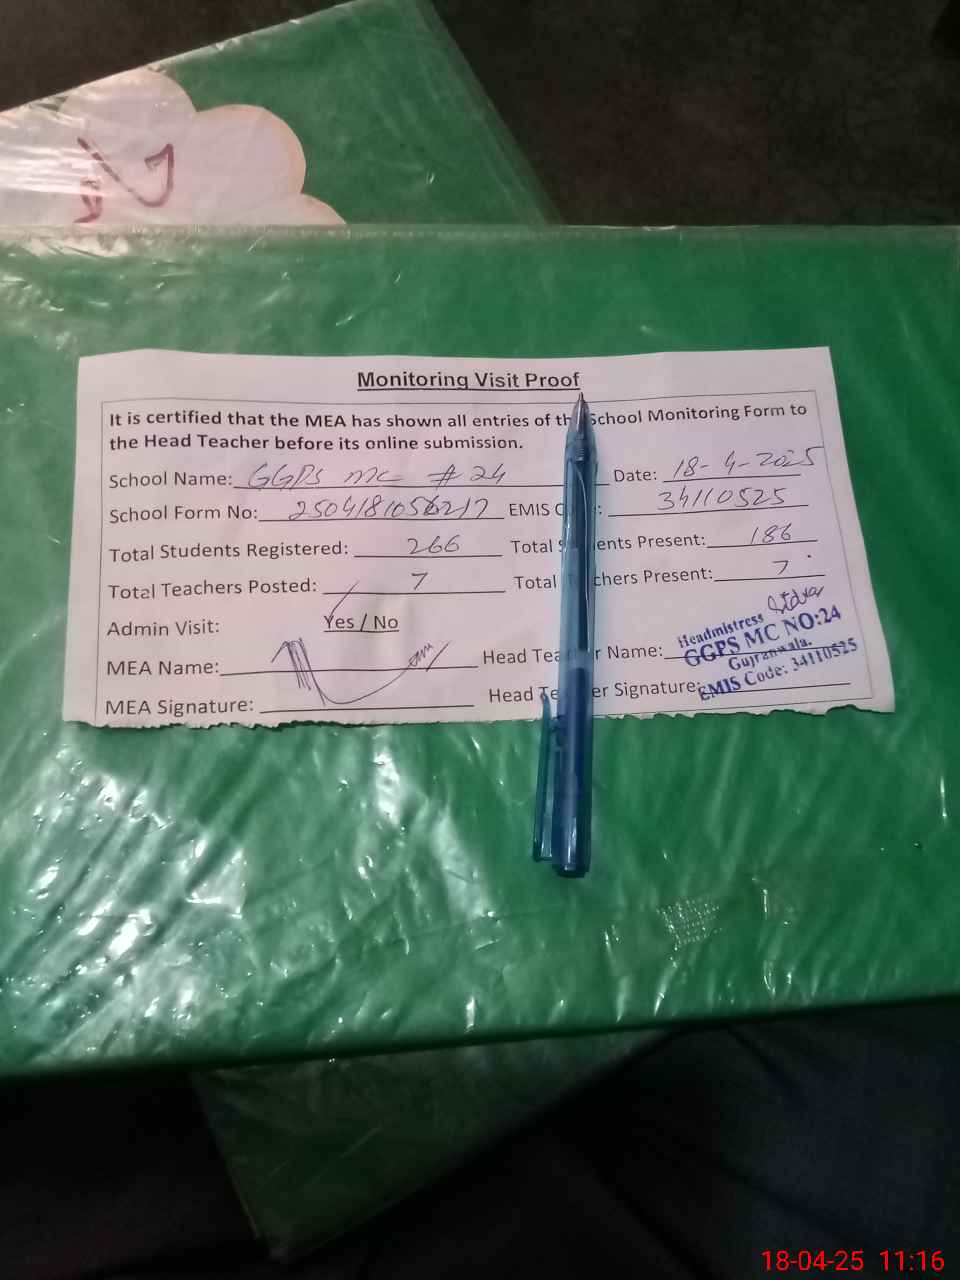 Monitoring Visit Proof
It is certified that the MEA has shown all entries of th School Monitoring Form to
the Head Teacher before its online submission.
School Name: GGPS MC # 24 Date: 18-4-2025
School Form No: EMIS C : 34110525
Total Students Registered: 266 Total S ents Present: 186
Total Teachers Posted: 7 Total chers Present: 7
Admin Visit: Yes / No
MEA Name: Head Tea r Name:
Headmistress
GGPS MC NO:24
Gujranwala.
EMIS Code: 34110525
MEA Signature: Head Te er Signature:
18-04-25 11:16